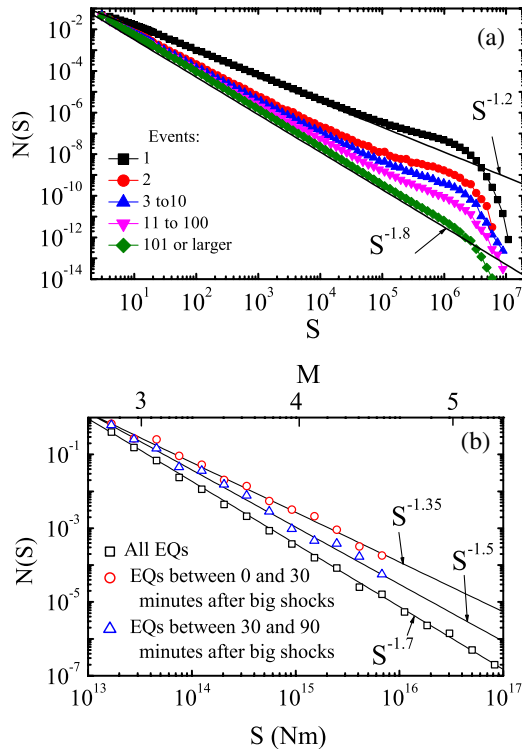 (a)
N(S)
10^-2
10^-4
10^-6
10^-8
10^-10
10^-12
10^-14
Events:
1
2
3 to10
11 to 100
101 or larger
S^-1.2
S^-1.8
10^1 10^2 10^3 10^4 10^5 10^6 10^7
S
M
3 4 5
(b)
N(S)
10^-1
10^-3
10^-5
10^-7
All EQs
EQs between 0 and 30
minutes after big shocks
EQs between 30 and 90
minutes after big shocks
S^-1.35
S^-1.5
S^-1.7
10^13 10^14 10^15 10^16 10^17
S (Nm)